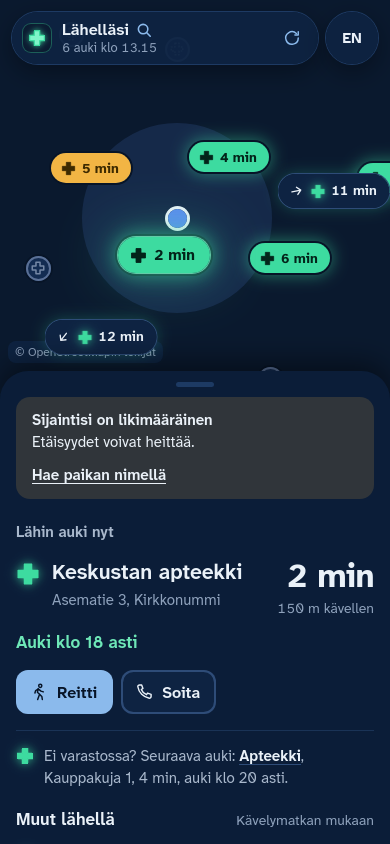 Lähelläsi
6 auki klo 13.15
EN
4 min
5 min
11 min
2 min
6 min
12 min
© OpenStreetMapin tekijät
Sijaintisi on likimääräinen
Etäisyydet voivat heittää.
Hae paikan nimellä
Lähin auki nyt
Keskustan apteekki
2 min
Asematie 3, Kirkkonummi
150 m kävellen
Auki klo 18 asti
Reitti
Soita
Ei varastossa? Seuraava auki: Apteekki,
Kauppakuja 1, 4 min, auki klo 20 asti.
Muut lähellä
Kävelymatkan mukaan